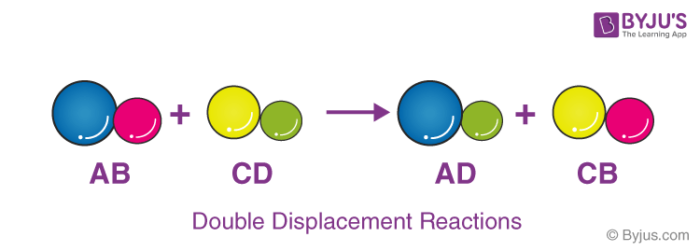 BYJU'S
The Learning App
+ +
AB CD AD CB
Double Displacement Reactions
© Byjus.com